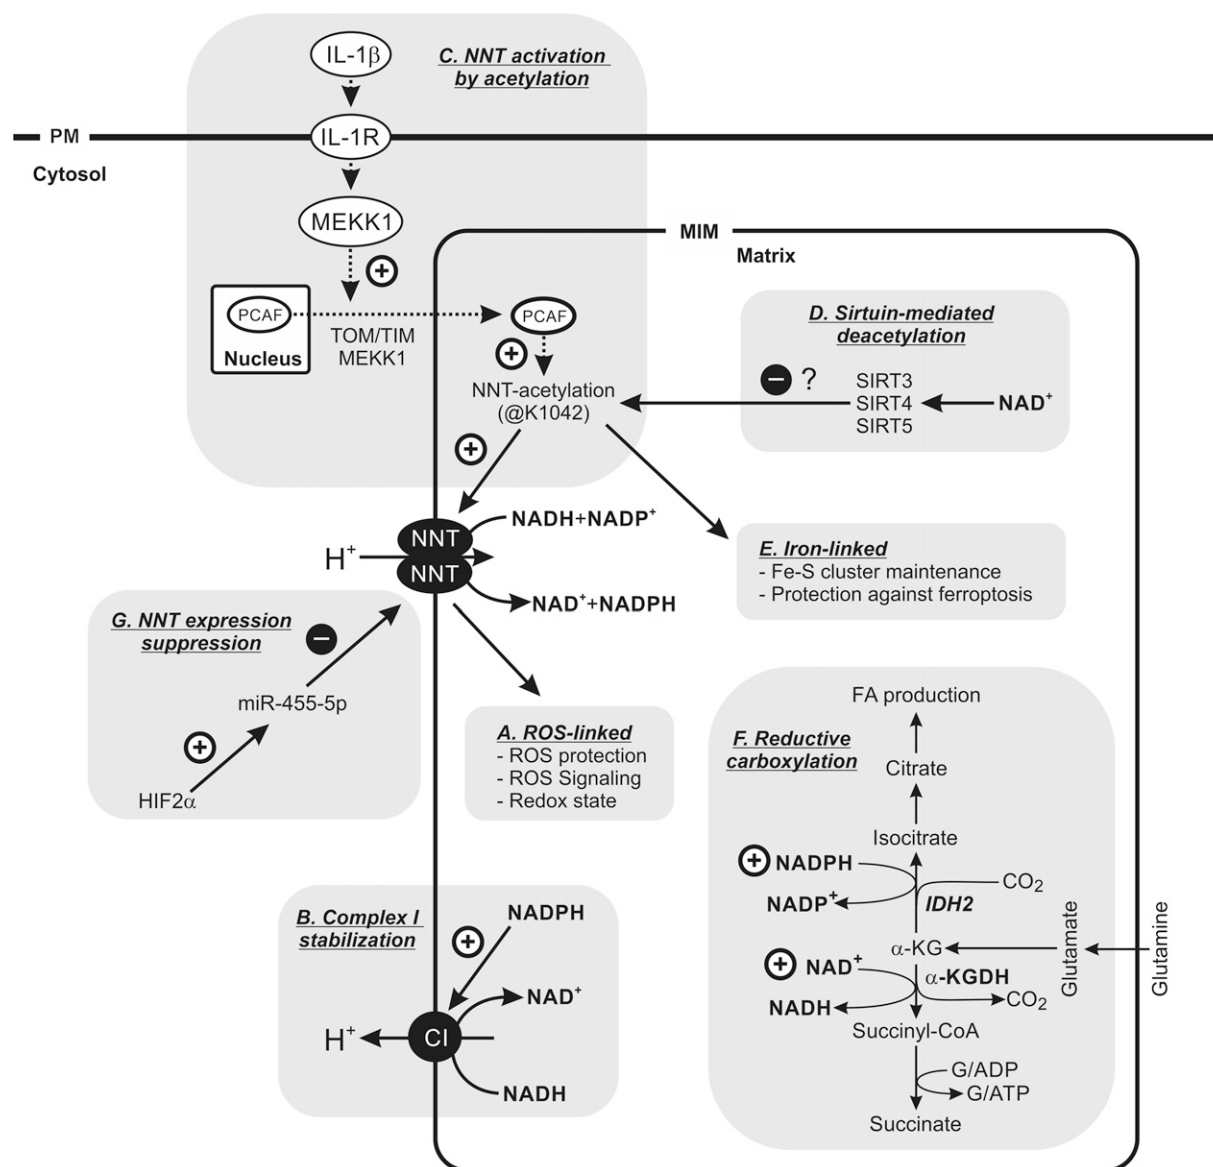 IL-1β
C. NNT activation
by acetylation
PM
IL-1R
Cytosol
MEKK1
MIM
Matrix
+
PCAF
Nucleus
TOM/TIM
MEKK1
PCAF
+
NNT-acetylation
(@K1042)
+
D. Sirtuin-mediated
deacetylation
− ?
SIRT3
SIRT4
SIRT5
NAD⁺
NNT
NNT
H⁺
NADH+NADP⁺
NAD⁺+NADPH
E. Iron-linked
- Fe-S cluster maintenance
- Protection against ferroptosis
G. NNT expression
suppression
−
miR-455-5p
+
HIF2α
A. ROS-linked
- ROS protection
- ROS Signaling
- Redox state
F. Reductive
carboxylation
FA production
Citrate
Isocitrate
+ NADPH
CO₂
NADP⁺
IDH2
α-KG
Glutamate
Glutamine
+ NAD⁺
α-KGDH
NADH
CO₂
Succinyl-CoA
G/ADP
G/ATP
Succinate
B. Complex I
stabilization
NADPH
+
NAD⁺
CI
H⁺
NADH